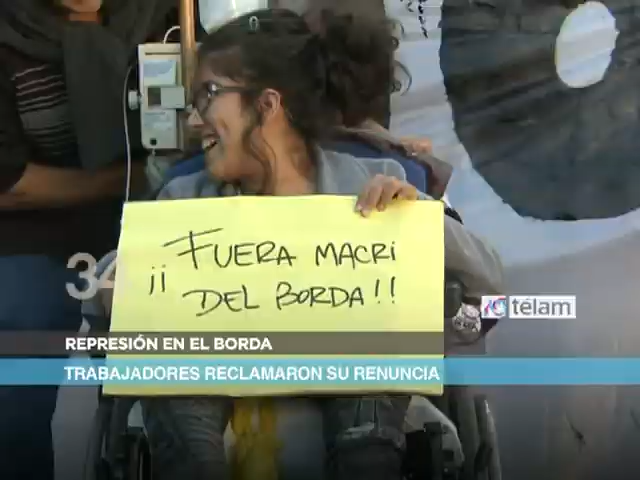 ¡¡ FUERA MACRI
DEL BORDA!!
34
télam
REPRESIÓN EN EL BORDA
TRABAJADORES RECLAMARON SU RENUNCIA